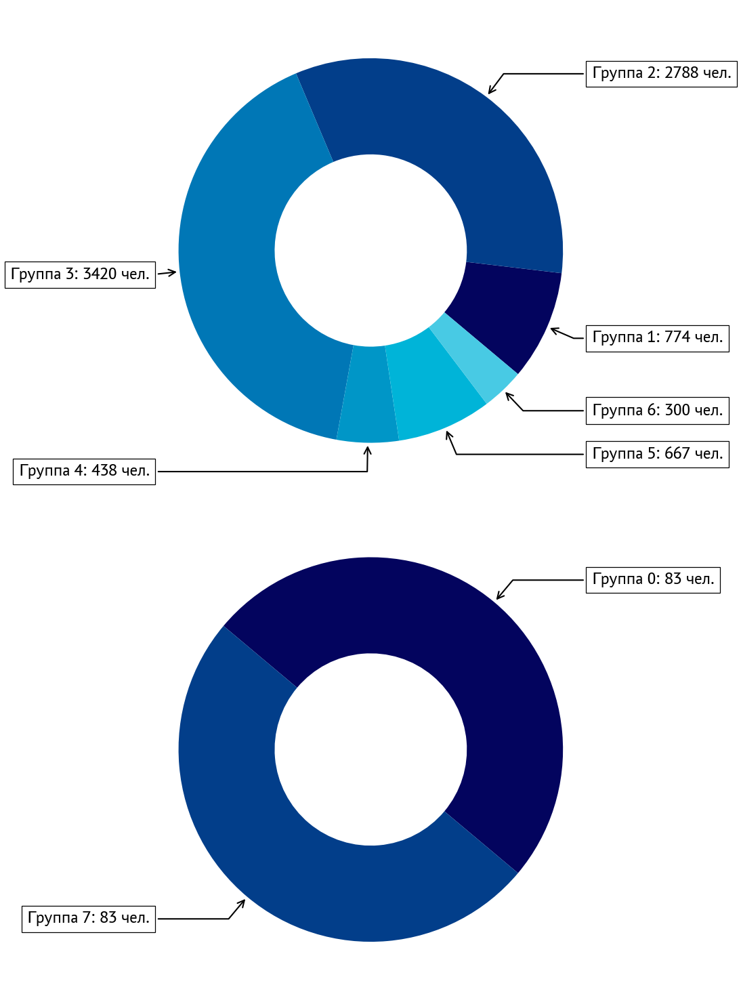 Группа 2: 2788 чел.
Группа 3: 3420 чел.
Группа 1: 774 чел.
Группа 6: 300 чел.
Группа 5: 667 чел.
Группа 4: 438 чел.
Группа 0: 83 чел.
Группа 7: 83 чел.